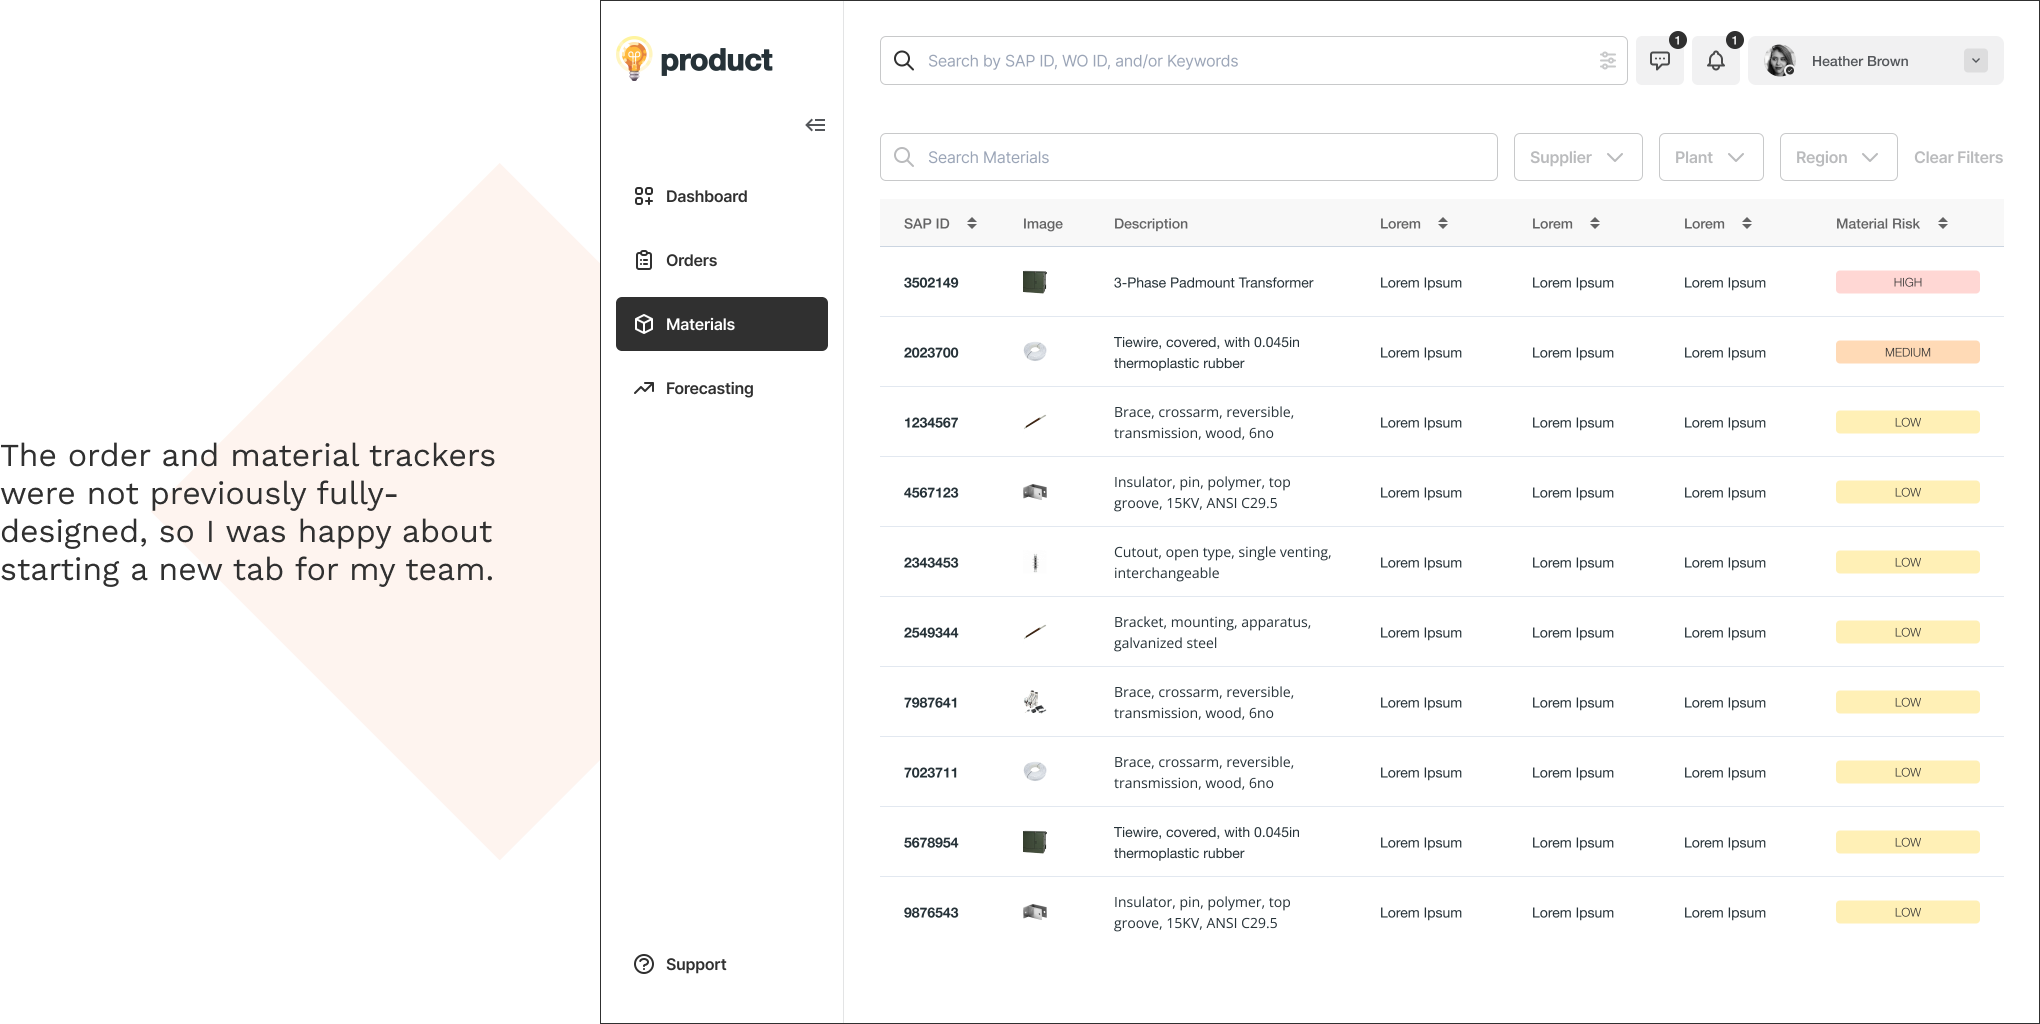 The order and material trackers
were not previously fully-
designed, so I was happy about
starting a new tab for my team.
product
Dashboard
Orders
Materials
Forecasting
Support
Search by SAP ID, WO ID, and/or Keywords
1
1
Heather Brown
Search Materials
Supplier
Plant
Region
Clear Filters
SAP ID Image Description Lorem Lorem Lorem Material Risk
3502149 3-Phase Padmount Transformer Lorem Ipsum Lorem Ipsum Lorem Ipsum HIGH
2023700 Tiewire, covered, with 0.045in
thermoplastic rubber Lorem Ipsum Lorem Ipsum Lorem Ipsum MEDIUM
1234567 Brace, crossarm, reversible,
transmission, wood, 6no Lorem Ipsum Lorem Ipsum Lorem Ipsum LOW
4567123 Insulator, pin, polymer, top
groove, 15KV, ANSI C29.5 Lorem Ipsum Lorem Ipsum Lorem Ipsum LOW
2343453 Cutout, open type, single venting,
interchangeable Lorem Ipsum Lorem Ipsum Lorem Ipsum LOW
2549344 Bracket, mounting, apparatus,
galvanized steel Lorem Ipsum Lorem Ipsum Lorem Ipsum LOW
7987641 Brace, crossarm, reversible,
transmission, wood, 6no Lorem Ipsum Lorem Ipsum Lorem Ipsum LOW
7023711 Brace, crossarm, reversible,
transmission, wood, 6no Lorem Ipsum Lorem Ipsum Lorem Ipsum LOW
5678954 Tiewire, covered, with 0.045in
thermoplastic rubber Lorem Ipsum Lorem Ipsum Lorem Ipsum LOW
9876543 Insulator, pin, polymer, top
groove, 15KV, ANSI C29.5 Lorem Ipsum Lorem Ipsum Lorem Ipsum LOW